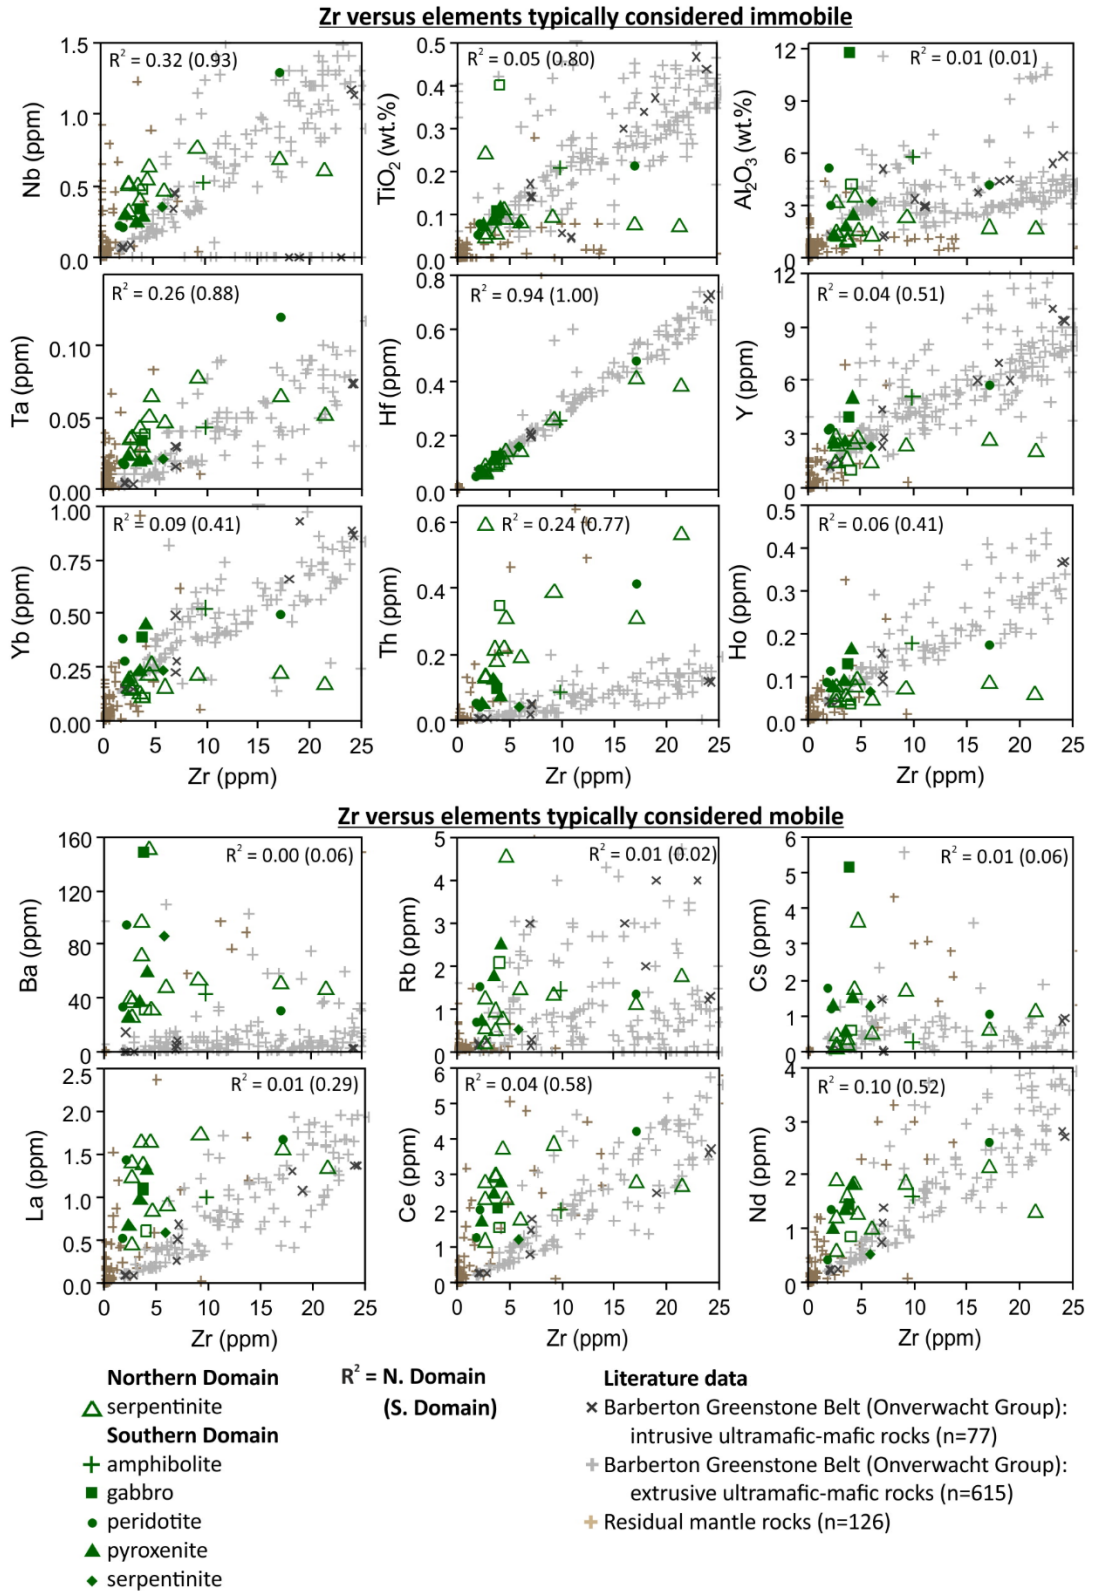 Zr versus elements typically considered immobile
1.5
1.0
0.5
0.0
Nb (ppm)
R² = 0.32 (0.93)
0.5
0.4
0.3
0.2
0.1
0.0
TiO₂ (wt.%)
R² = 0.05 (0.80)
12
9
6
3
0
Al₂O₃ (wt.%)
R² = 0.01 (0.01)
0.10
0.05
0.00
Ta (ppm)
R² = 0.26 (0.88)
0.8
0.6
0.4
0.2
0.0
Hf (ppm)
R² = 0.94 (1.00)
12
9
6
3
0
Y (ppm)
R² = 0.04 (0.51)
1.00
0.75
0.50
0.25
0.00
Yb (ppm)
R² = 0.09 (0.41)
0 5 10 15 20 25
Zr (ppm)
0.6
0.4
0.2
0.0
Th (ppm)
R² = 0.24 (0.77)
0 5 10 15 20 25
Zr (ppm)
0.5
0.4
0.3
0.2
0.1
0.0
Ho (ppm)
R² = 0.06 (0.41)
0 5 10 15 20 25
Zr (ppm)
Zr versus elements typically considered mobile
160
120
80
40
0
Ba (ppm)
R² = 0.00 (0.06)
5
4
3
2
1
0
Rb (ppm)
R² = 0.01 (0.02)
6
5
4
3
2
1
0
Cs (ppm)
R² = 0.01 (0.06)
2.5
2.0
1.5
1.0
0.5
0.0
La (ppm)
R² = 0.01 (0.29)
0 5 10 15 20 25
Zr (ppm)
6
5
4
3
2
1
0
Ce (ppm)
R² = 0.04 (0.58)
0 5 10 15 20 25
Zr (ppm)
4
3
2
1
0
Nd (ppm)
R² = 0.10 (0.52)
0 5 10 15 20 25
Zr (ppm)
Northern Domain
serpentinite
Southern Domain
amphibolite
gabbro
peridotite
pyroxenite
serpentinite
R² = N. Domain
(S. Domain)
Literature data
Barberton Greenstone Belt (Onverwacht Group):
intrusive ultramafic-mafic rocks (n=77)
Barberton Greenstone Belt (Onverwacht Group):
extrusive ultramafic-mafic rocks (n=615)
Residual mantle rocks (n=126)